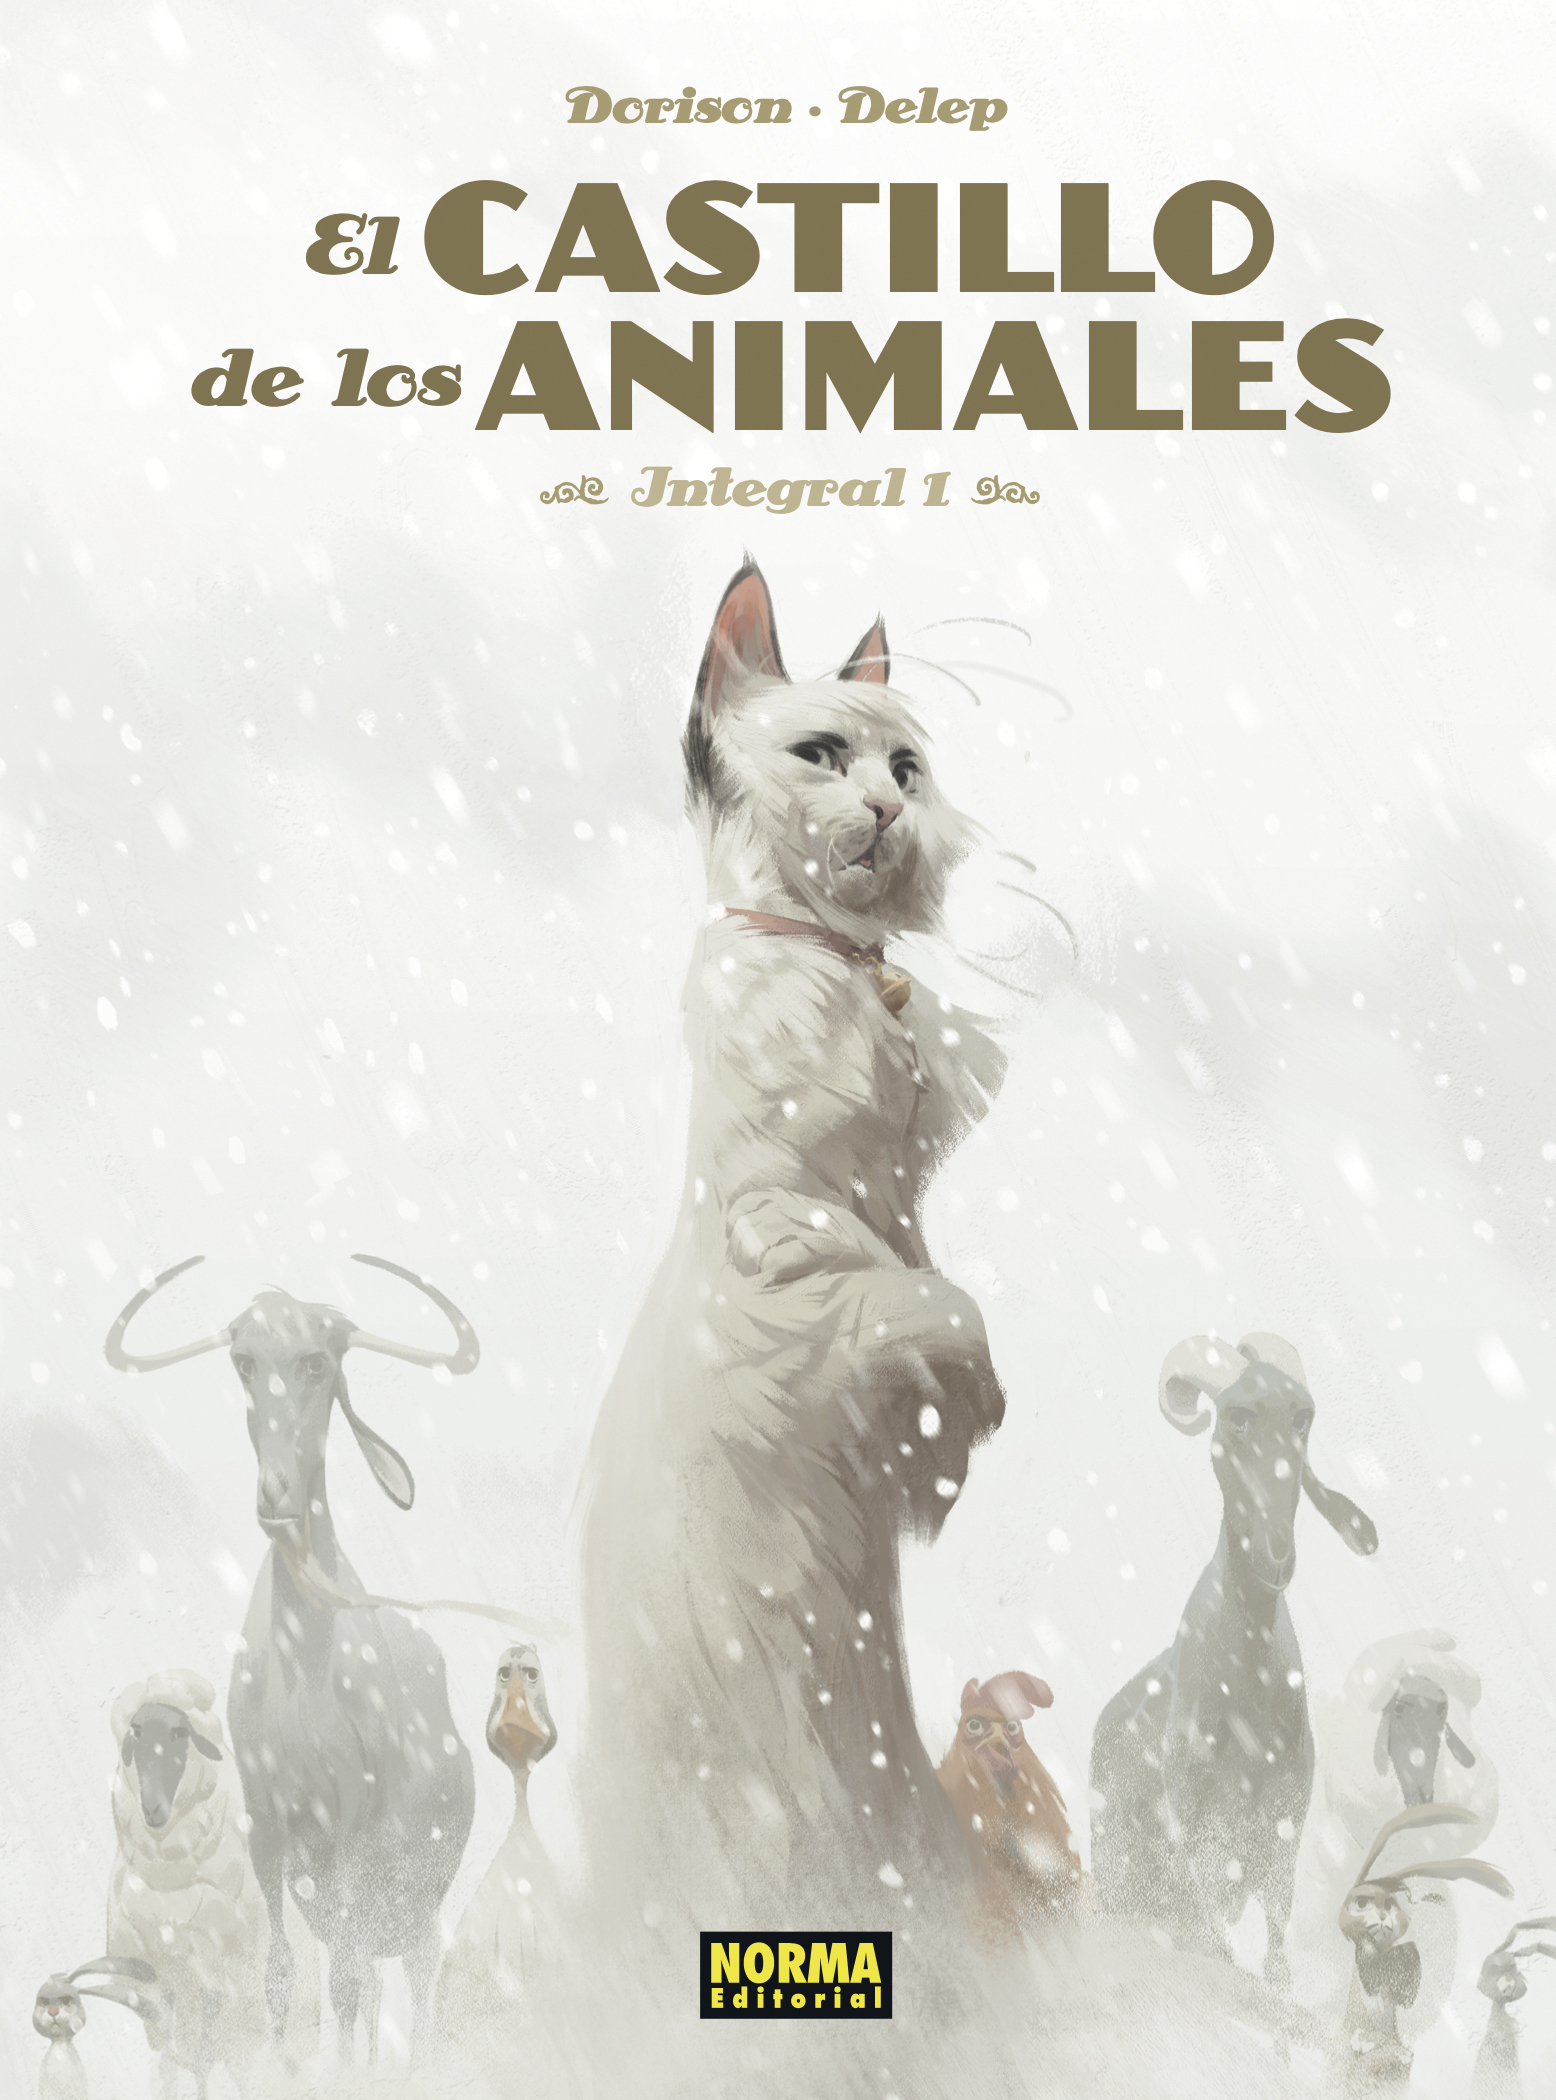 Dorison · Delep
El CASTILLO
de los ANIMALES
Integral 1
NORMA
Editorial